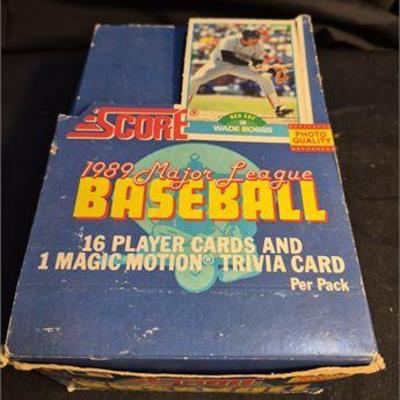 SCORE
RED SOX
WADE BOGGS
PHOTO
QUALITY
1989 Major League
BASEBALL
16 PLAYER CARDS AND
1 MAGIC MOTION® TRIVIA CARD
Per Pack
SCORE